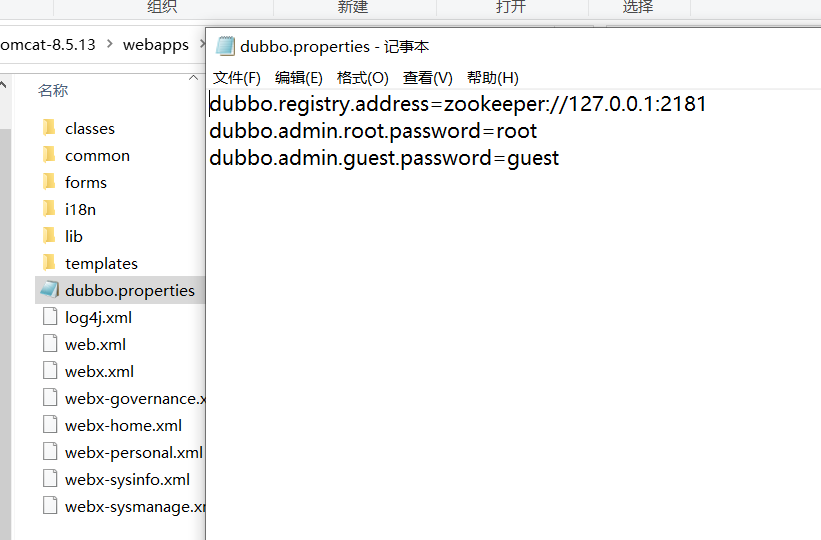 组织
新建
打开
选择
omcat-8.5.13
webapps
dubbo.properties - 记事本
文件(F) 编辑(E) 格式(O) 查看(V) 帮助(H)
名称
classes
common
forms
i18n
lib
templates
dubbo.properties
log4j.xml
web.xml
webx.xml
webx-governance.x
webx-home.xml
webx-personal.xml
webx-sysinfo.xml
webx-sysmanage.xm
dubbo.registry.address=zookeeper://127.0.0.1:2181
dubbo.admin.root.password=root
dubbo.admin.guest.password=guest